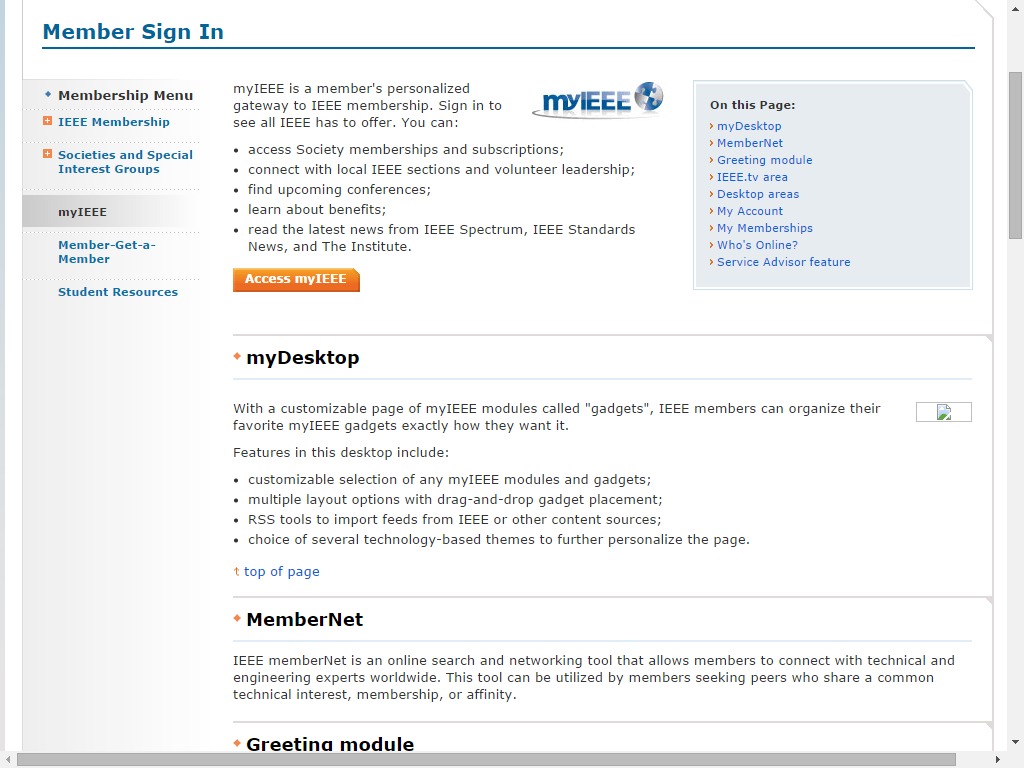 Member Sign In
Membership Menu
IEEE Membership
Societies and Special
Interest Groups
myIEEE
Member-Get-a-
Member
Student Resources
myIEEE is a member's personalized
gateway to IEEE membership. Sign in to
see all IEEE has to offer. You can:
myIEEE
• access Society memberships and subscriptions;
• connect with local IEEE sections and volunteer leadership;
• find upcoming conferences;
• learn about benefits;
• read the latest news from IEEE Spectrum, IEEE Standards
News, and The Institute.
Access myIEEE
On this Page:
myDesktop
MemberNet
Greeting module
IEEE.tv area
Desktop areas
My Account
My Memberships
Who's Online?
Service Advisor feature
myDesktop
With a customizable page of myIEEE modules called "gadgets", IEEE members can organize their
favorite myIEEE gadgets exactly how they want it.
Features in this desktop include:
• customizable selection of any myIEEE modules and gadgets;
• multiple layout options with drag-and-drop gadget placement;
• RSS tools to import feeds from IEEE or other content sources;
• choice of several technology-based themes to further personalize the page.
top of page
MemberNet
IEEE memberNet is an online search and networking tool that allows members to connect with technical and
engineering experts worldwide. This tool can be utilized by members seeking peers who share a common
technical interest, membership, or affinity.
Greeting module